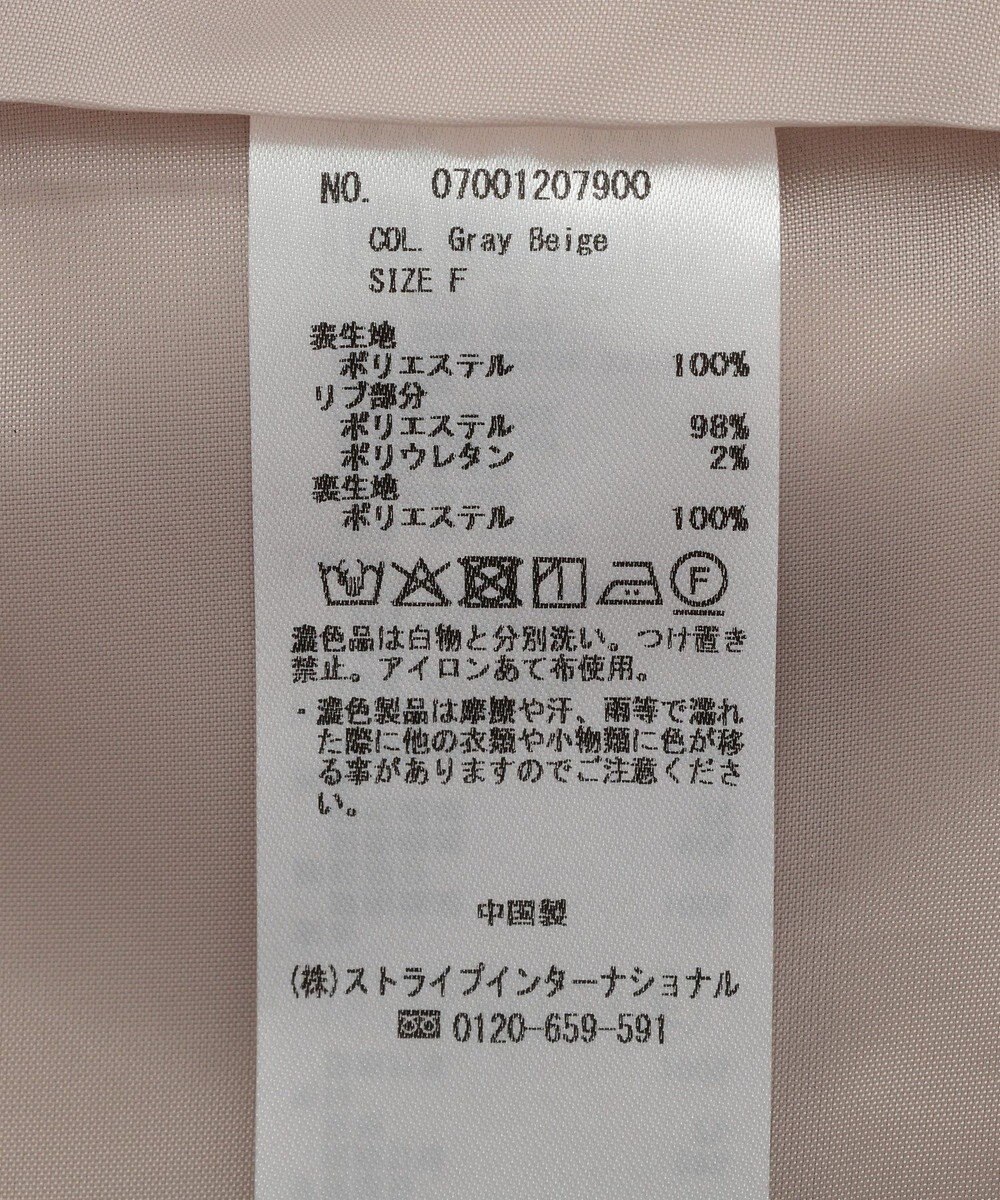 NO. 07001207900
COL. Gray Beige
SIZE F
表生地
ポリエステル 100%
リブ部分
ポリエステル 98%
ポリウレタン 2%
裏生地
ポリエステル 100%
F
濃色品は白物と分別洗い。つけ置き
禁止。アイロンあて布使用。
・濃色製品は摩擦や汗、雨等で濡れ
た際に他の衣類や小物類に色が移
る事がありますのでご注意くださ
い。
中国製
(株)ストライプインターナショナル
0120-659-591